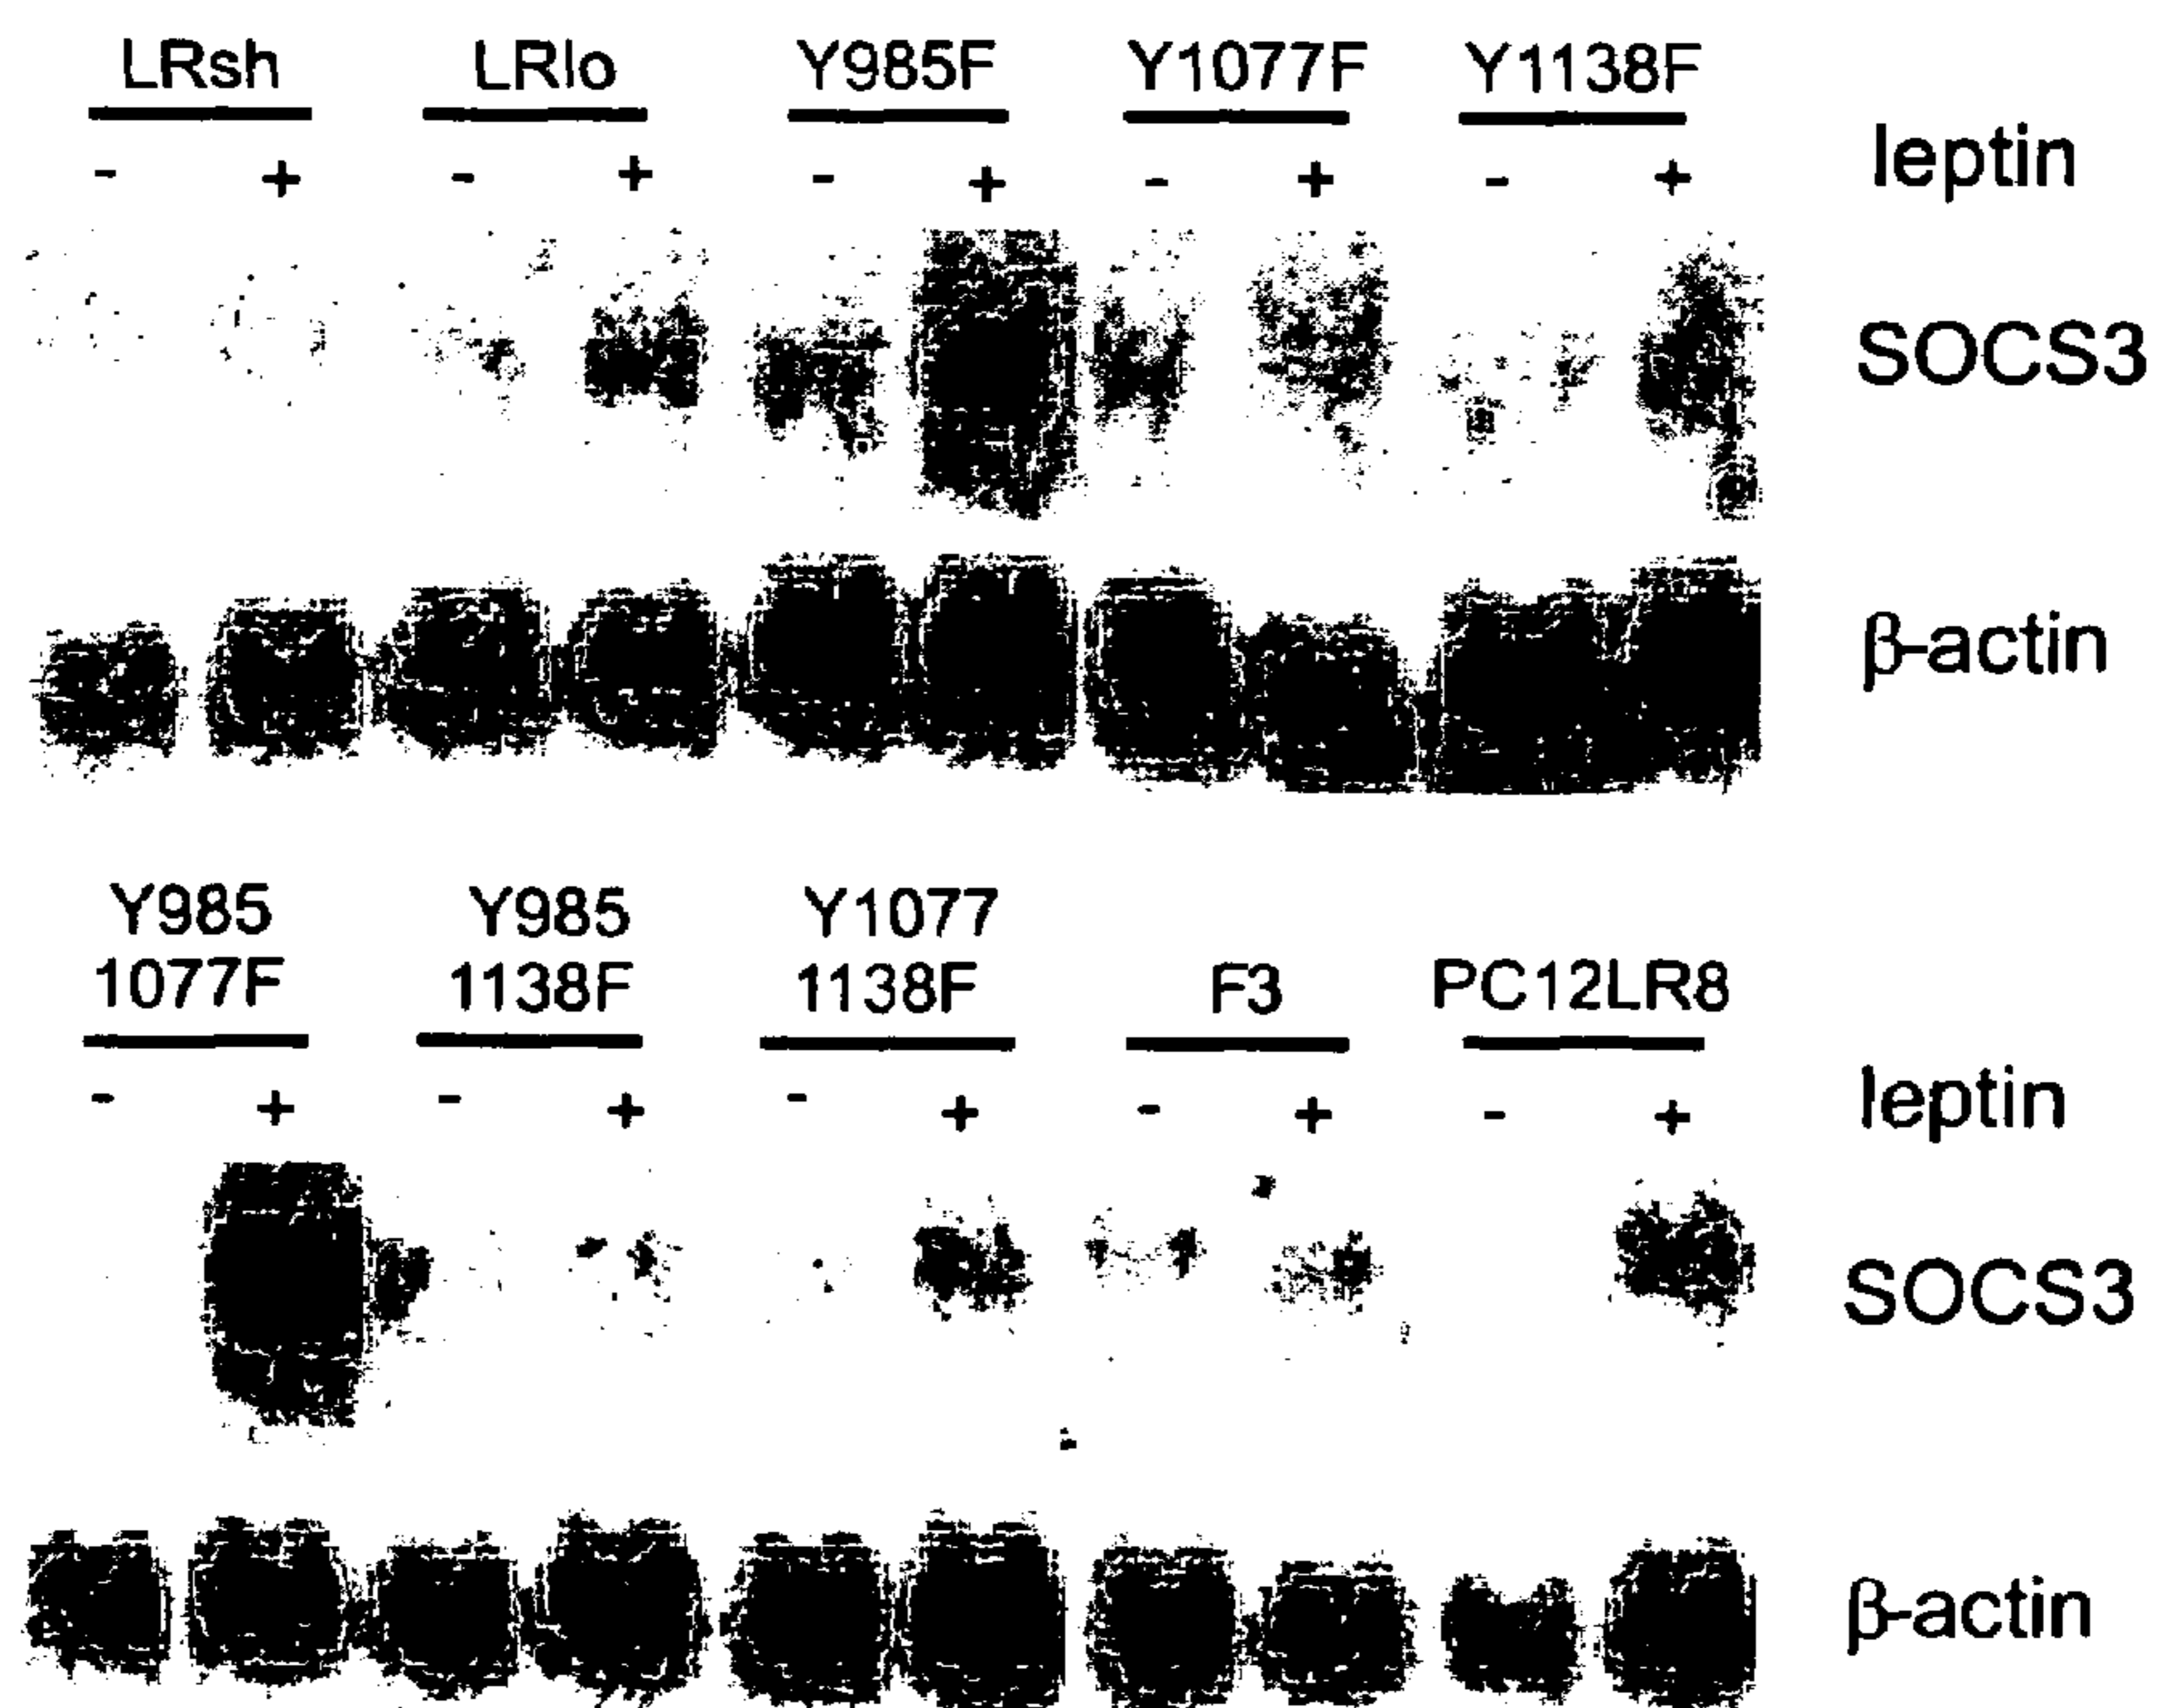 LRsh LRlo Y985F Y1077F Y1138F
- + - + - + - + - + leptin
SOCS3
β-actin
Y985 Y985 Y1077
1077F 1138F 1138F F3 PC12LR8
- + - + - + - + - + leptin
SOCS3
β-actin